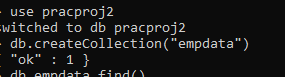 > use pracproj2
switched to db pracproj2
> db.createCollection("empdata")
{ "ok" : 1 }
> db.empdata.find()